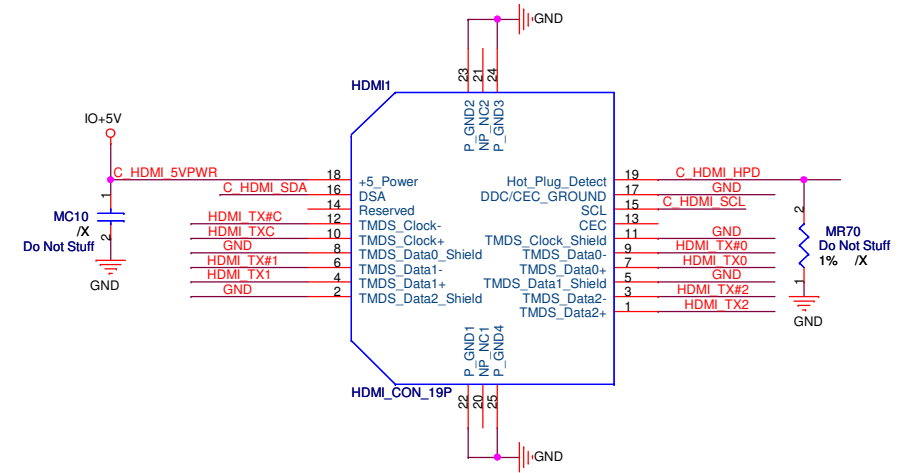 GND
23
21
24
HDMI1
P_GND2
NP_NC2
P_GND3
IO+5V
C_HDMI_5VPWR
18
+5_Power
Hot_Plug_Detect
19
C_HDMI_HPD
C_HDMI_SDA
16
DSA
DDC/CEC_GROUND
17
GND
14
Reserved
SCL
15
C_HDMI_SCL
HDMI_TX#C
12
TMDS_Clock-
CEC
13
HDMI_TXC
10
TMDS_Clock+
TMDS_Clock_Shield
11
GND
GND
8
TMDS_Data0_Shield
TMDS_Data0-
9
HDMI_TX#0
HDMI_TX#1
6
TMDS_Data1-
TMDS_Data0+
7
HDMI_TX0
HDMI_TX1
4
TMDS_Data1+
TMDS_Data1_Shield
5
GND
GND
2
TMDS_Data2_Shield
TMDS_Data2-
3
HDMI_TX#2
TMDS_Data2+
1
HDMI_TX2
1
MC10
/X
Do Not Stuff
2
GND
2
MR70
Do Not Stuff
1% /X
1
GND
P_GND1
NP_NC1
P_GND4
HDMI_CON_19P
22
20
25
GND